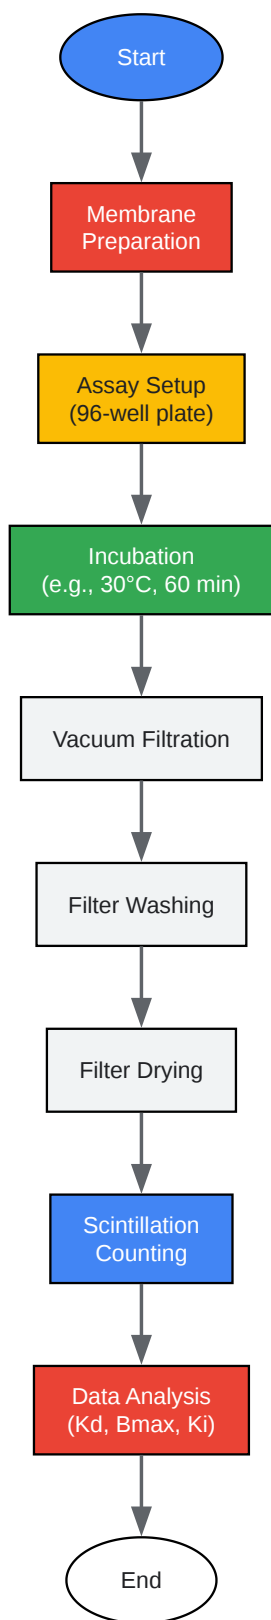 Start
Membrane
Preparation
Assay Setup
(96-well plate)
Incubation
(e.g., 30°C, 60 min)
Vacuum Filtration
Filter Washing
Filter Drying
Scintillation
Counting
Data Analysis
(Kd, Bmax, Ki)
End